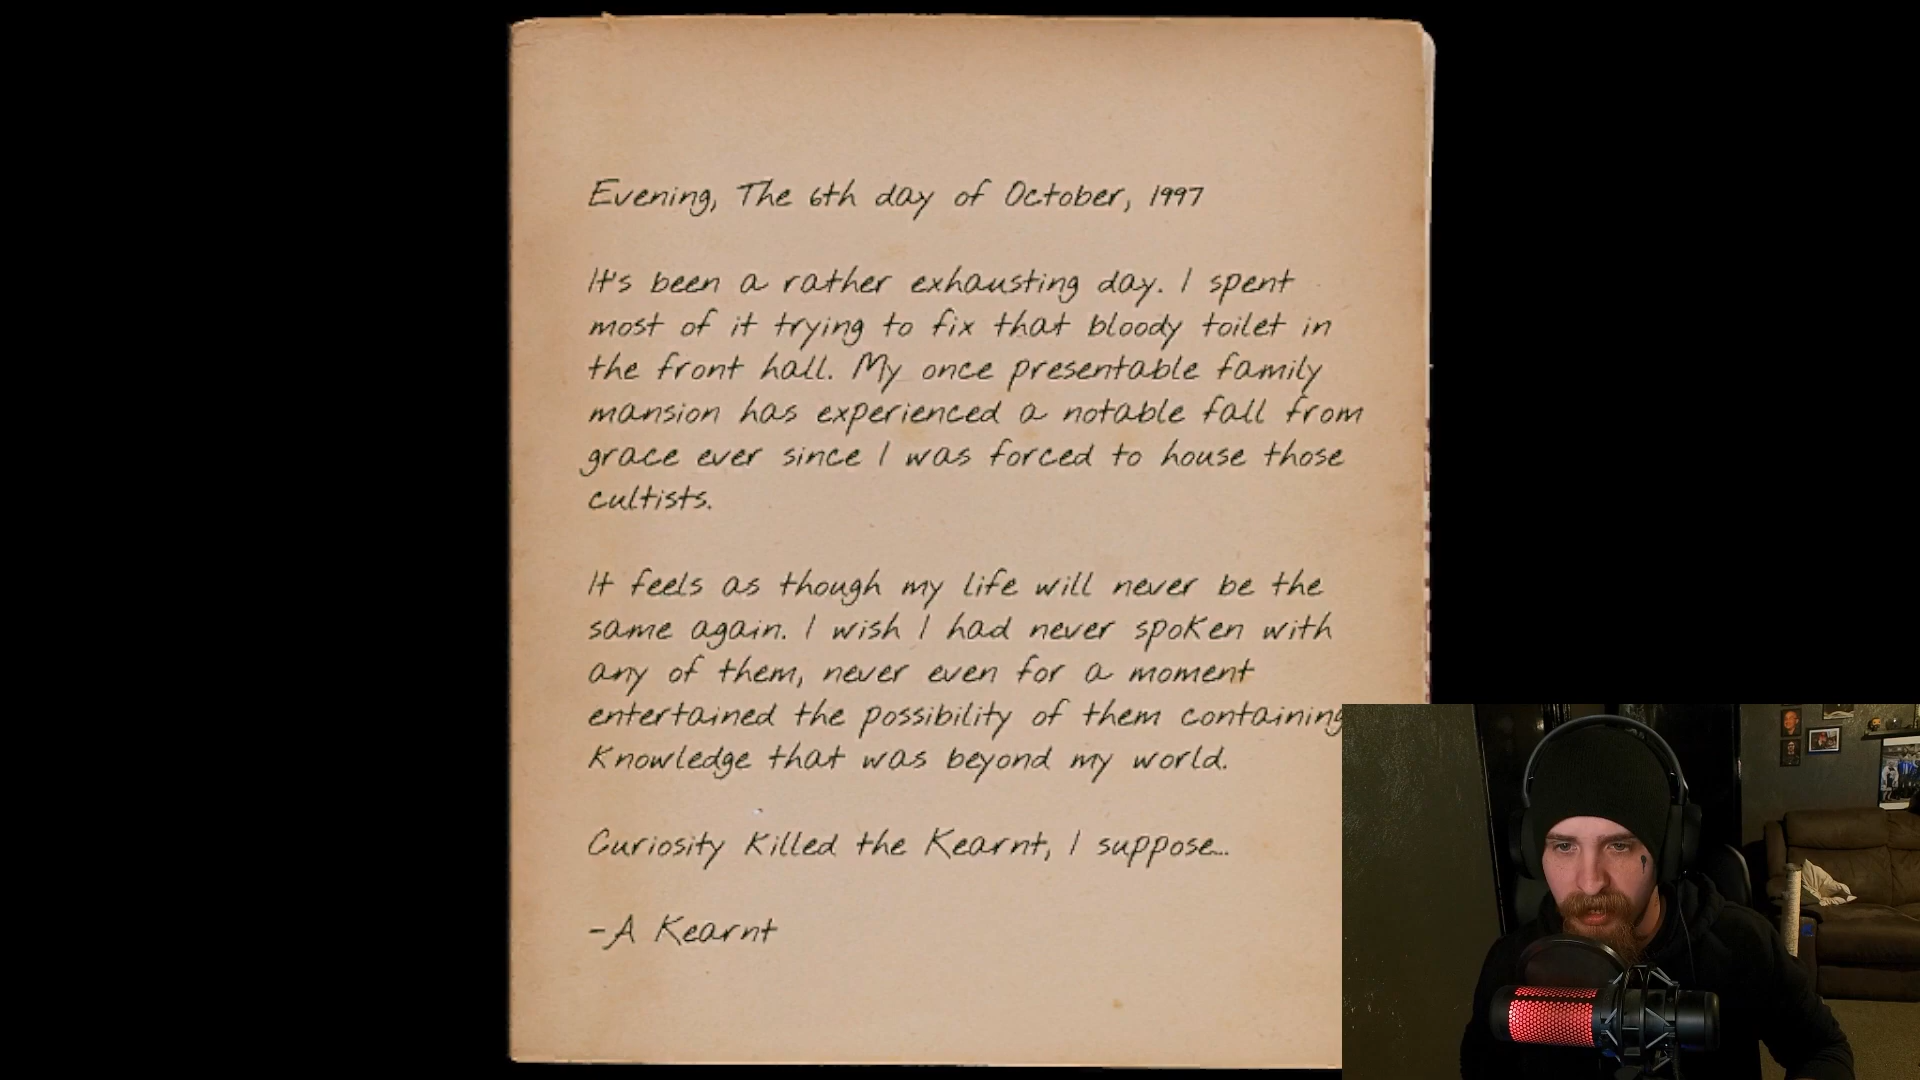 Evening, The 6th day of October, 1997
It's been a rather exhausting day. I spent
most of it trying to fix that bloody toilet in
the front hall. My once presentable family
mansion has experienced a notable fall from
grace ever since I was forced to house those
cultists.
It feels as though my life will never be the
same again. I wish I had never spoken with
any of them, never even for a moment
entertained the possibility of them containing
knowledge that was beyond my world.
Curiosity killed the Kearnt, I suppose...
-A Kearnt